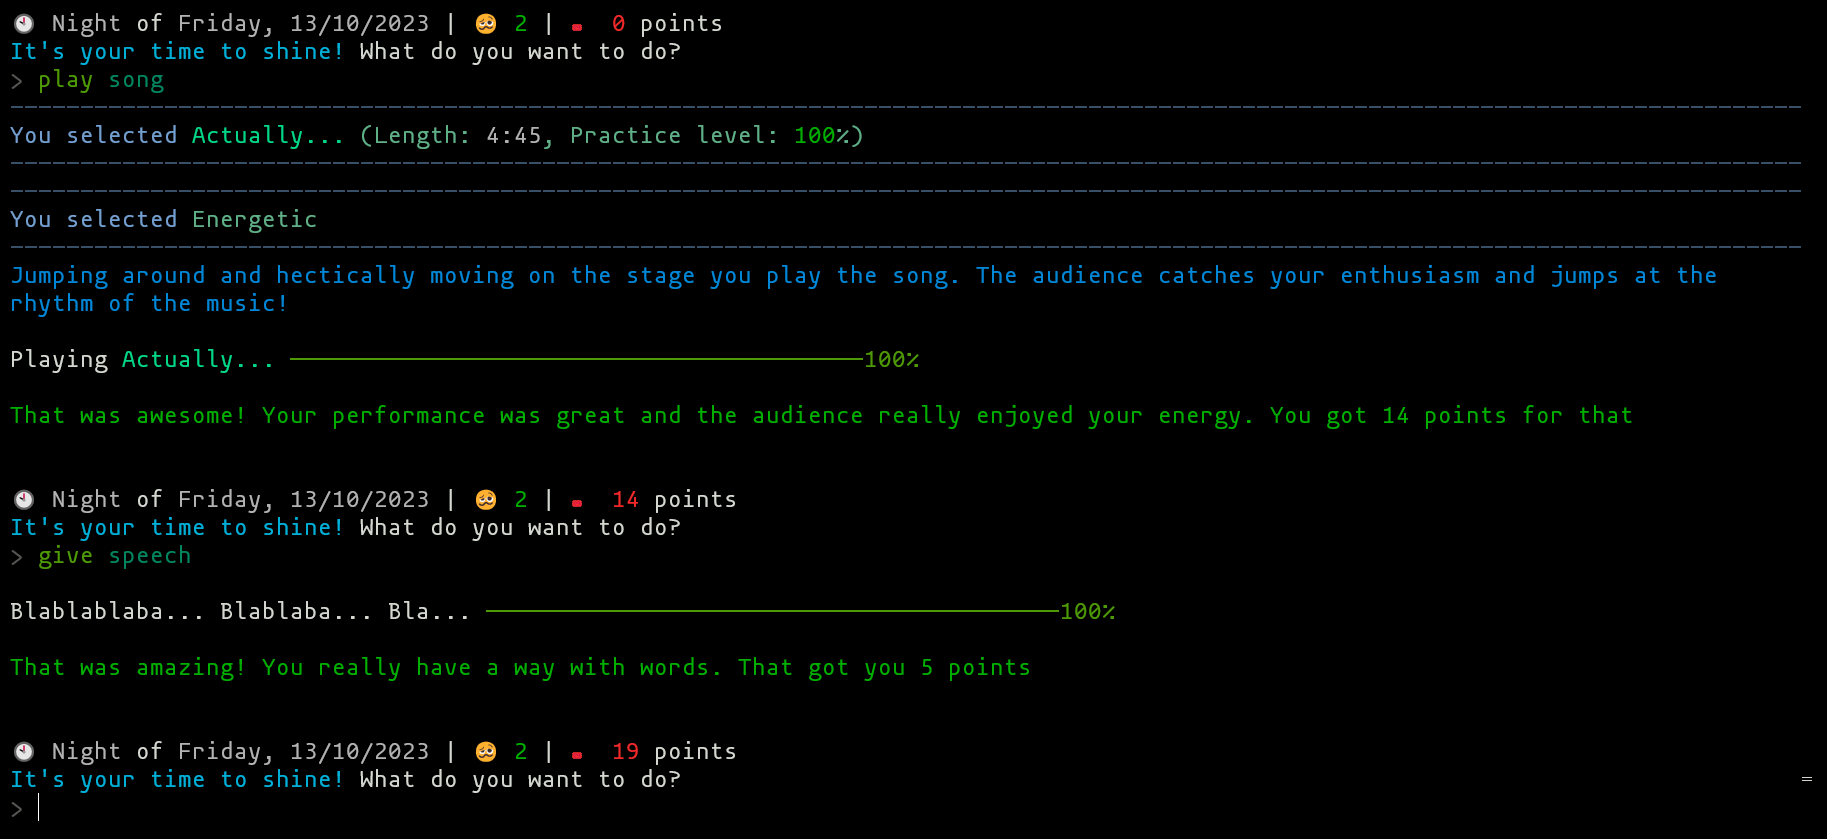 🕙 Night of Friday, 13/10/2023 | 🥴 2 | 0 points
It's your time to shine! What do you want to do?
> play song
You selected Actually... (Length: 4:45, Practice level: 100%)
You selected Energetic
Jumping around and hectically moving on the stage you play the song. The audience catches your enthusiasm and jumps at the
rhythm of the music!
Playing Actually... 100%
That was awesome! Your performance was great and the audience really enjoyed your energy. You got 14 points for that
🕙 Night of Friday, 13/10/2023 | 🥴 2 | 14 points
It's your time to shine! What do you want to do?
> give speech
Blablablaba... Blablaba... Bla... 100%
That was amazing! You really have a way with words. That got you 5 points
🕙 Night of Friday, 13/10/2023 | 🥴 2 | 19 points
It's your time to shine! What do you want to do? =
>